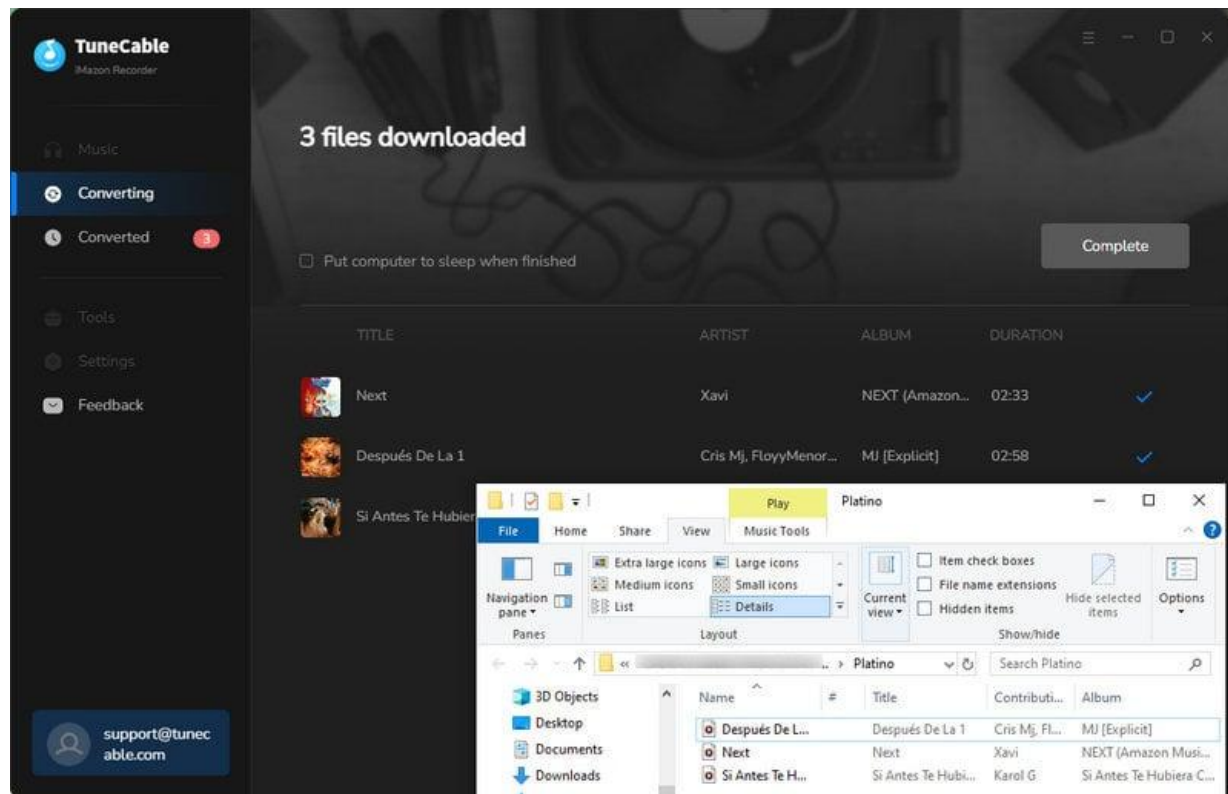 TuneCable
iMazon Recorder
Music
Converting
Converted 3
Tools
Settings
Feedback
support@tunec
able.com
3 files downloaded
Put computer to sleep when finished
Complete
TITLE ARTIST ALBUM DURATION
Next Xavi NEXT (Amazon... 02:33
Después De La 1 Cris Mj, FloyyMenor... MJ [Explicit] 02:58
Si Antes Te Hubier
Play Platino
File Home Share View Music Tools
Navigation pane
Extra large icons Large icons
Medium icons Small icons
List Details
Current view
Item check boxes
File name extensions
Hidden items
Hide selected items
Options
Panes Layout Show/hide
« .. › Platino Search Platino
3D Objects
Desktop
Documents
Downloads
Name # Title Contributi... Album
Después De L... Después De La 1 Cris Mj, Fl... MJ [Explicit]
Next Next Xavi NEXT (Amazon Musi...
Si Antes Te H... Si Antes Te Hubi... Karol G Si Antes Te Hubiera C...